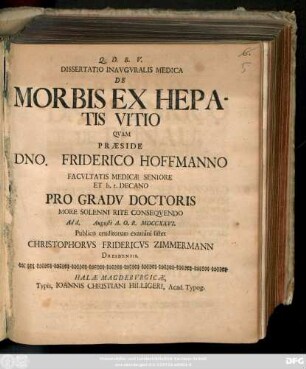 Q. D. B. V.
DISSERTATIO INAVGVRALIS MEDICA
DE
MORBIS EX HEPA-
TIS VITIO
QVAM
PRÆSIDE
DNO. FRIDERICO HOFFMANNO
FACVLTATIS MEDICÆ SENIORE
ET h. t. DECANO
PRO GRADV DOCTORIS
MORE SOLENNI RITE CONSEQVENDO
Ad d. Augusti A. O. R. MDCCXXVI.
Publico eruditorum examini sistet
CHRISTOPHORVS FRIDERICVS ZIMMERMANN
DRESDENSIS.
HALÆ MAGDEBVRGICÆ,
Typis, IOANNIS CHRISTIANI HILLIGERI, Acad. Typogr.
5